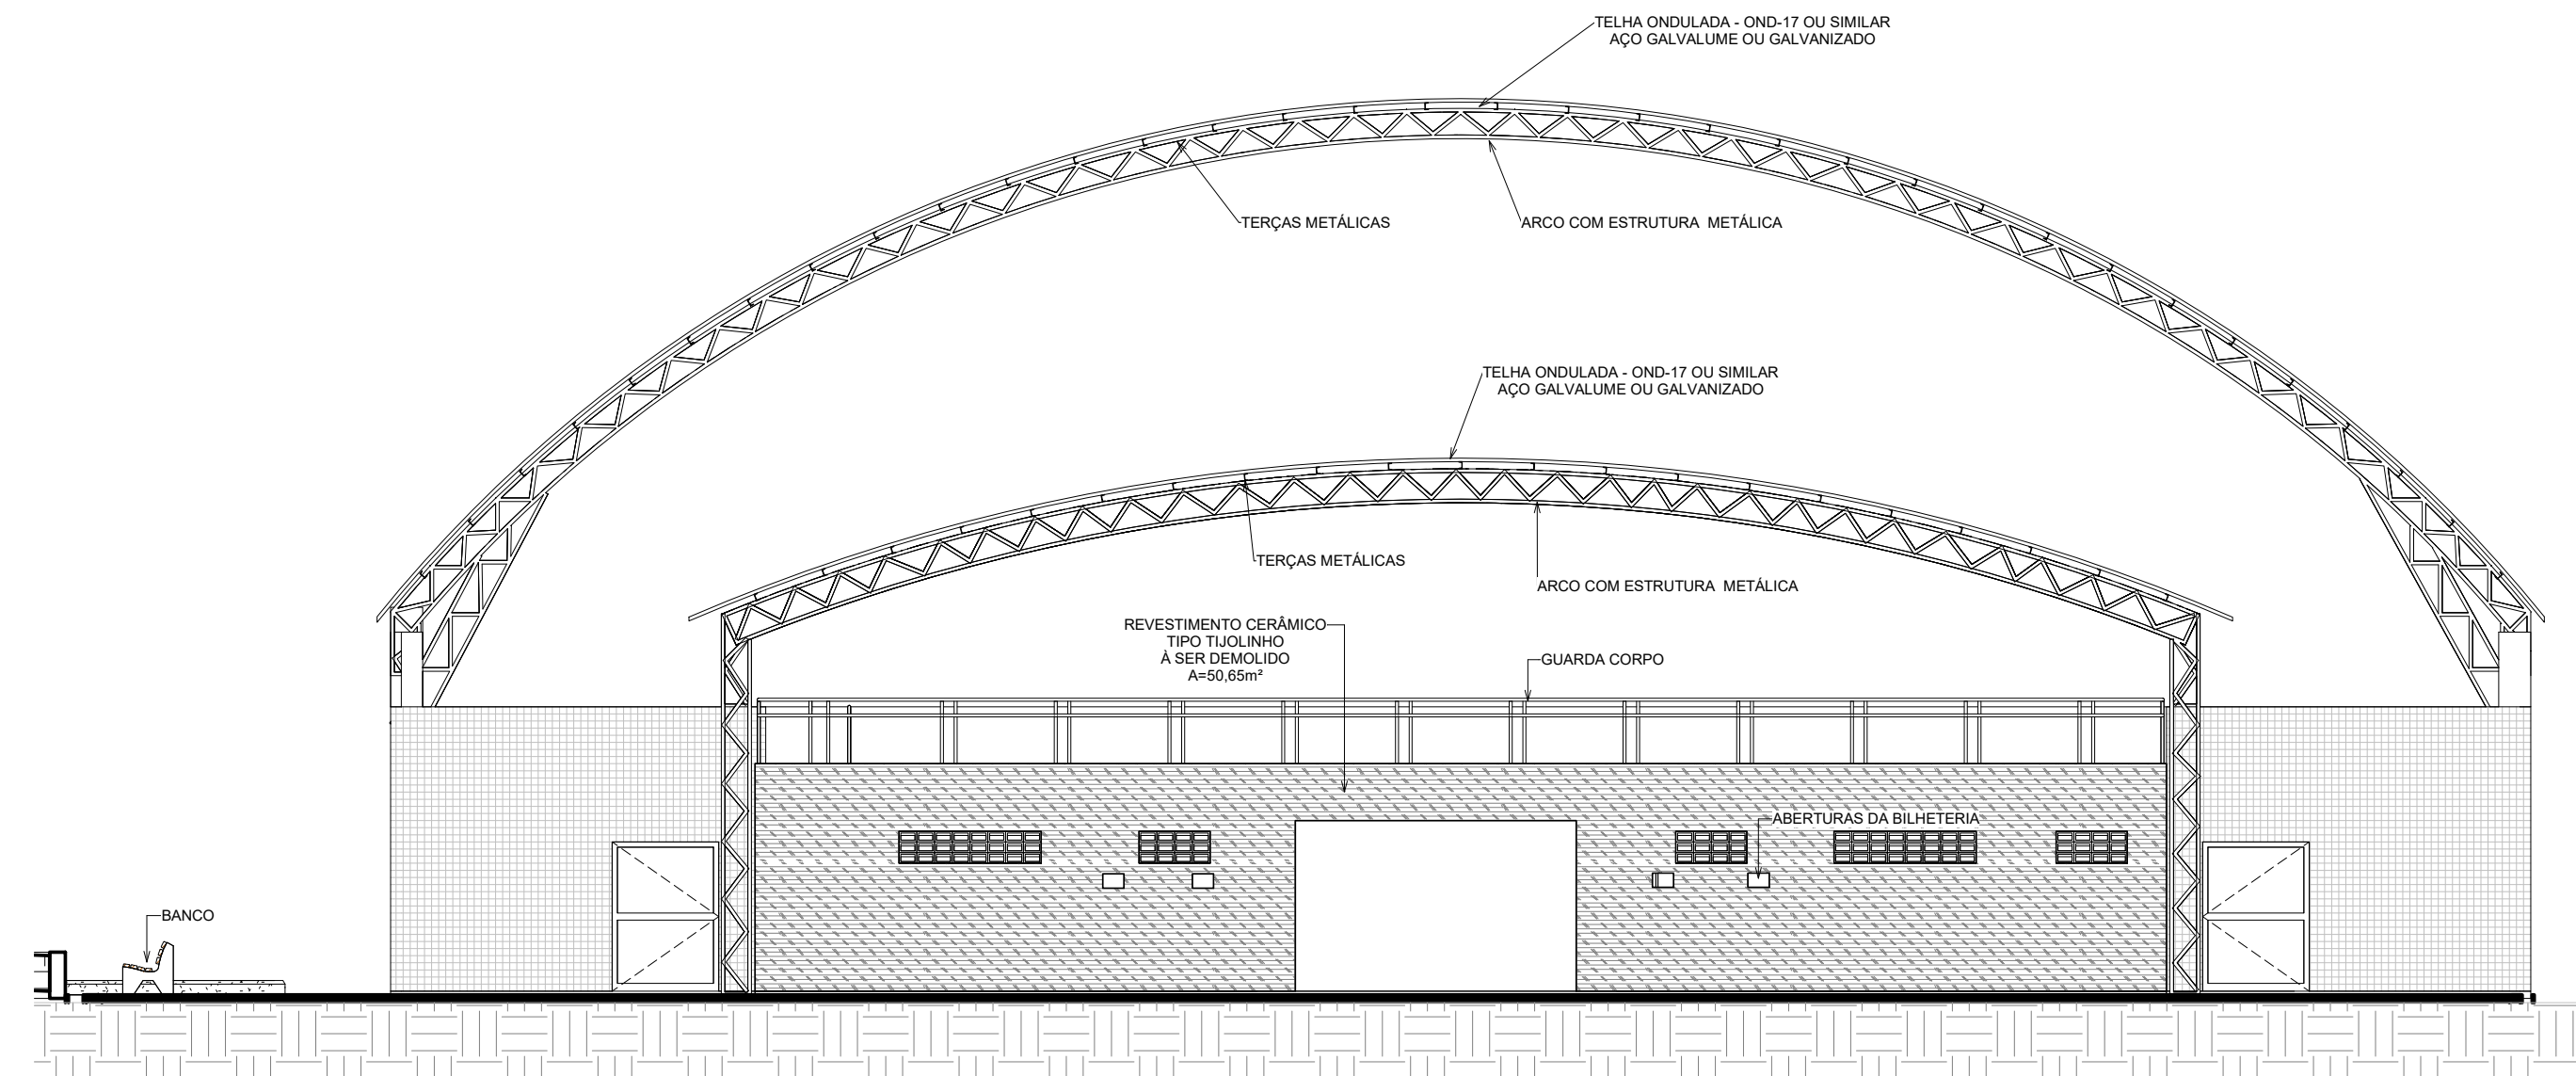 TELHA ONDULADA - OND-17 OU SIMILAR
AÇO GALVALUME OU GALVANIZADO
TERÇAS METÁLICAS
ARCO COM ESTRUTURA  METÁLICA
TELHA ONDULADA - OND-17 OU SIMILAR
AÇO GALVALUME OU GALVANIZADO
TERÇAS METÁLICAS
ARCO COM ESTRUTURA  METÁLICA
REVESTIMENTO CERÂMICO
TIPO TIJOLINHO
À SER DEMOLIDO
A=50,65m²
GUARDA CORPO
ABERTURAS DA BILHETERIA
BANCO